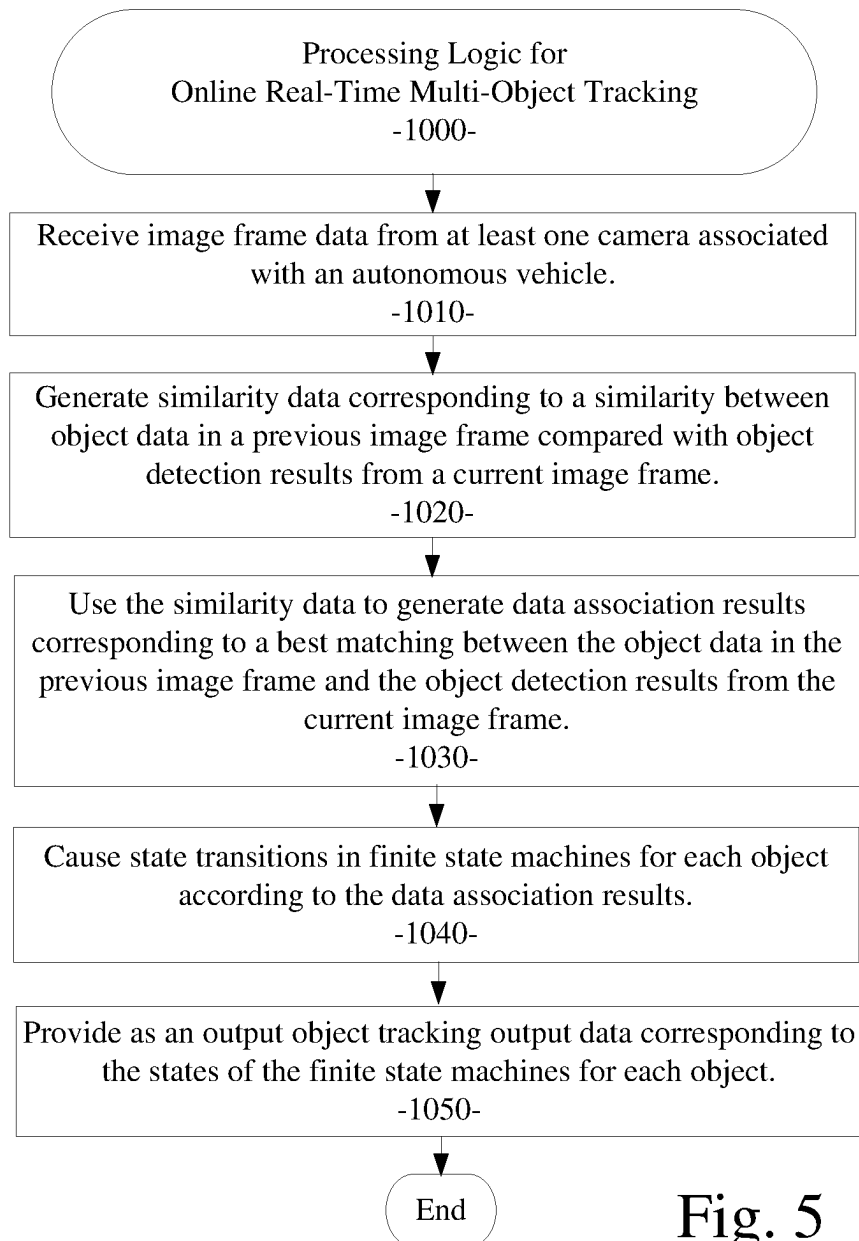 Processing Logic for
Online Real-Time Multi-Object Tracking
-1000-
Receive image frame data from at least one camera associated
with an autonomous vehicle.
-1010-
Generate similarity data corresponding to a similarity between
object data in a previous image frame compared with object
detection results from a current image frame.
-1020-
Use the similarity data to generate data association results
corresponding to a best matching between the object data in the
previous image frame and the object detection results from the
current image frame.
-1030-
Cause state transitions in finite state machines for each object
according to the data association results.
-1040-
Provide as an output object tracking output data corresponding to
the states of the finite state machines for each object.
-1050-
End
Fig. 5